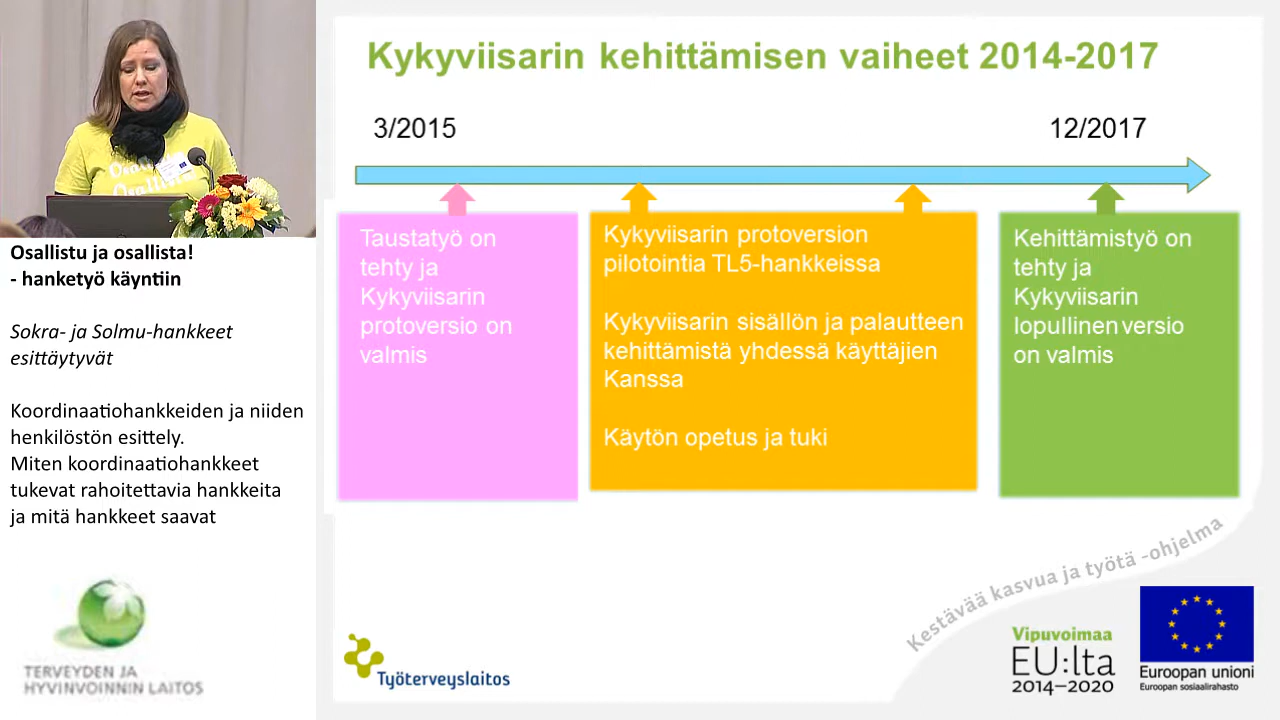 Kykyviisarin kehittämisen vaiheet 2014-2017
3/2015
12/2017
Taustatyö on
tehty ja
Kykyviisarin
protoversio on
valmis
Kykyviisarin protoversion
pilotointia TL5-hankkeissa
Kykyviisarin sisällön ja palautteen
kehittämistä yhdessä käyttäjien
Kanssa
Käytön opetus ja tuki
Kehittämistyö on
tehty ja
Kykyviisarin
lopullinen versio
on valmis
Osallistu ja osallista!
- hanketyö käyntiin
Sokra- ja Solmu-hankkeet
esittäytyvät
Koordinaatiohankkeiden ja niiden
henkilöstön esittely.
Miten koordinaatiohankkeet
tukevat rahoitettavia hankkeita
ja mitä hankkeet saavat
TERVEYDEN JA
HYVINVOINNIN LAITOS
Työterveyslaitos
Kestävää kasvua ja työtä -ohjelma
Vipuvoimaa
EU:lta
2014–2020
Euroopan unioni
Euroopan sosiaalirahasto